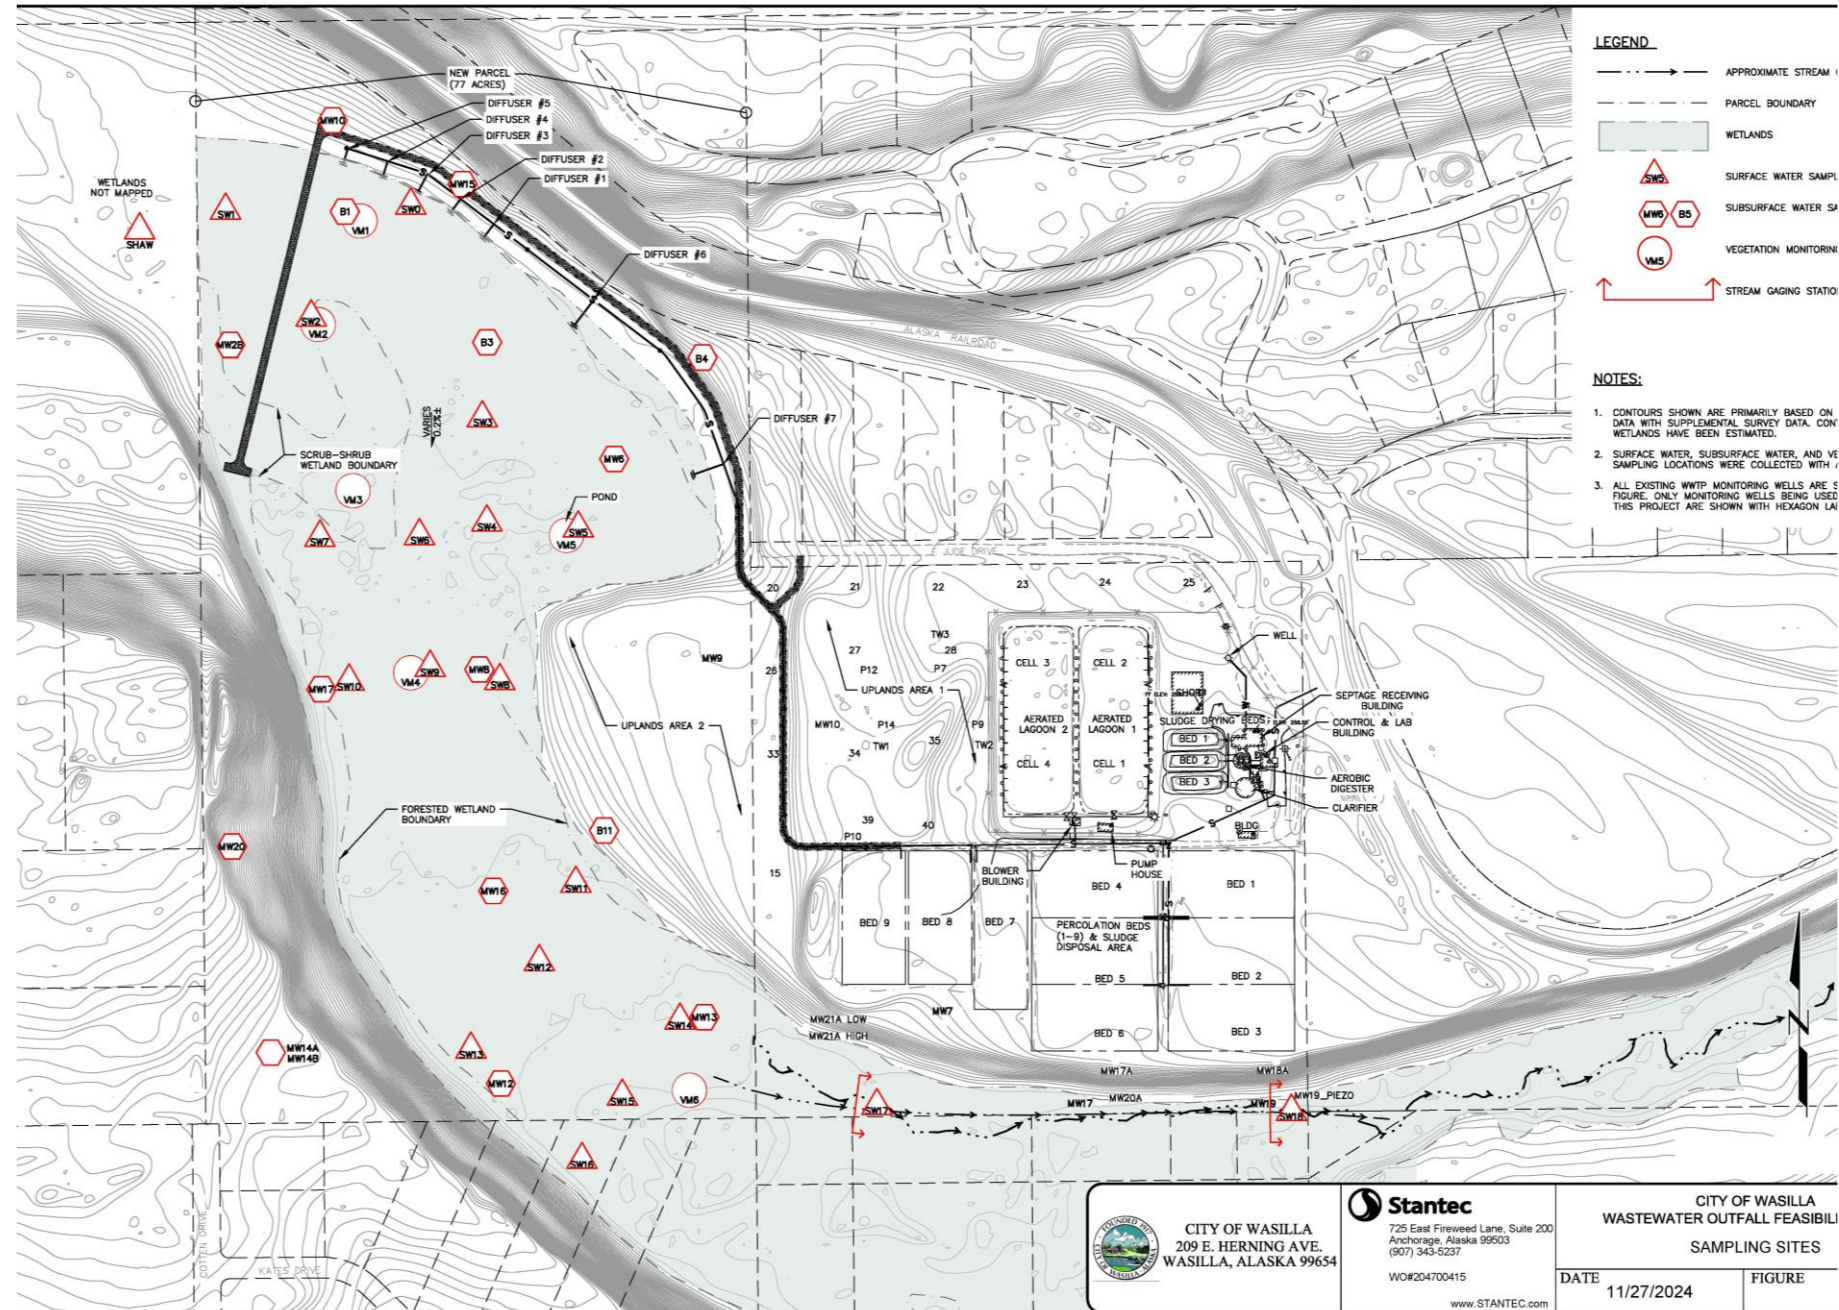 NEW PARCEL
(77 ACRES)
DIFFUSER #5
DIFFUSER #4
DIFFUSER #3
DIFFUSER #2
DIFFUSER #1
MW10
MW15
WETLANDS
NOT MAPPED
SHAW
SW1
B1
VM1
SW0
DIFFUSER #6
SW2
VM2
MW2B
B3
B4
ALASKA RAILROAD
SW3
VARIES
0.2%±
DIFFUSER #7
SCRUB-SHRUB
WETLAND BOUNDARY
MW6
VM3
POND
SW7
SW6
SW4
VM5
SW5
E JUDE DRIVE
20
21
22
23
24
25
TW3
27
28
MW9
26
P12
P7
UPLANDS AREA 1
UPLANDS AREA 2
MW17
SW10
VM4
SW9
MW8
SW8
MW10
P14
P9
TW1
35
TW2
33
34
CELL 3
CELL 2
AERATED
LAGOON 2
AERATED
LAGOON 1
CELL 4
CELL 1
WELL
SHOP
SLUDGE DRYING BEDS
BED 1
BED 2
BED 3
SEPTAGE RECEIVING
BUILDING
CONTROL & LAB
BUILDING
AEROBIC
DIGESTER
CLARIFIER
BLDG
FORESTED WETLAND
BOUNDARY
39
40
P10
B11
MW20
15
BLOWER
BUILDING
PUMP
HOUSE
MW16
SW11
BED 9
BED 8
BED 7
BED 4
BED 1
PERCOLATION BEDS
(1-9) & SLUDGE
DISPOSAL AREA
BED 5
BED 2
BED 6
BED 3
SW12
SW14
MW13
MW21A LOW
MW21A HIGH
MW7
SW13
MW14A
MW14B
MW12
SW15
VM6
SW16
SW17
MW17A
MW18A
MW20A
MW17
MW19
MW19_PIEZO
SW18
COTTEN DRIVE
KATES DRIVE
LEGEND
APPROXIMATE STREAM
PARCEL BOUNDARY
WETLANDS
SW5
SURFACE WATER SAMPL
MW6
B5
SUBSURFACE WATER SA
VM5
VEGETATION MONITORING
STREAM GAGING STATIO
NOTES:
1. CONTOURS SHOWN ARE PRIMARILY BASED ON
DATA WITH SUPPLEMENTAL SURVEY DATA. CON
WETLANDS HAVE BEEN ESTIMATED.
2. SURFACE WATER, SUBSURFACE WATER, AND VE
SAMPLING LOCATIONS WERE COLLECTED WITH
3. ALL EXISTING WWTP MONITORING WELLS ARE S
FIGURE. ONLY MONITORING WELLS BEING USED
THIS PROJECT ARE SHOWN WITH HEXAGON LA
N
CITY OF WASILLA
209 E. HERNING AVE.
WASILLA, ALASKA 99654
Stantec
725 East Fireweed Lane, Suite 200
Anchorage, Alaska 99503
(907) 343-5237
WO#204700415
www.STANTEC.com
CITY OF WASILLA
WASTEWATER OUTFALL FEASIBIL
SAMPLING SITES
DATE
11/27/2024
FIGURE